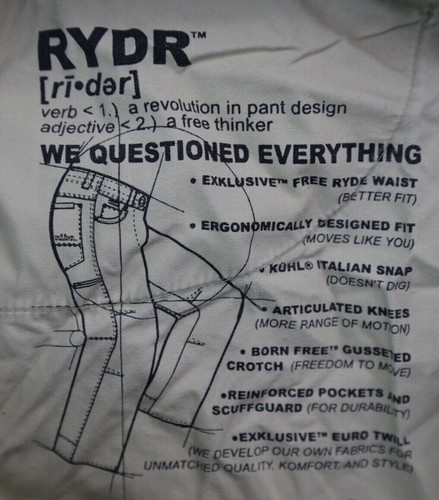 RYDR™
[rī•dər]
verb < 1.) a revolution in pant design
adjective < 2.) a free thinker
WE QUESTIONED EVERYTHING
• EXKLUSIVE™ FREE RYDE WAIST
(BETTER FIT)
• ERGONOMICALLY DESIGNED FIT
(MOVES LIKE YOU)
• KÜHL® ITALIAN SNAP
(DOESN'T DIG)
• ARTICULATED KNEES
(MORE RANGE OF MOTION)
• BORN FREE™ GUSSETED
CROTCH (FREEDOM TO MOVE)
•REINFORCED POCKETS AND
SCUFFGUARD (FOR DURABILITY)
•EXKLUSIVE™ EURO TWILL
(WE DEVELOP OUR OWN FABRICS FOR
UNMATCHED QUALITY, KOMFORT, AND STYLE)